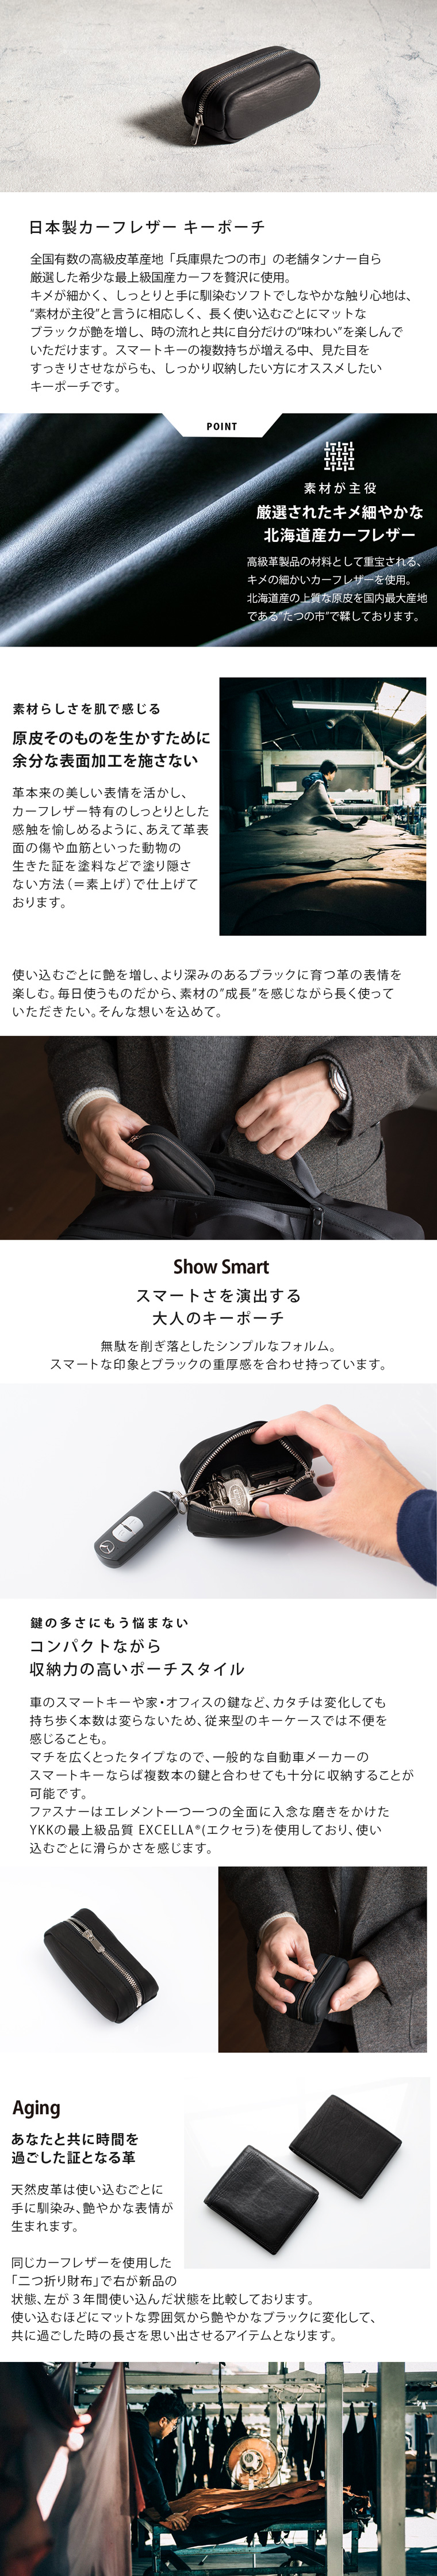 日本製カーフレザー キーポーチ
全国有数の高級皮革産地「兵庫県たつの市」の老舗タンナー自ら
厳選した希少な最上級国産カーフを贅沢に使用。
キメが細かく、しっとりと手に馴染むソフトでしなやかな触り心地は、
“素材が主役”と言うに相応しく、長く使い込むごとにマットな
ブラックが艶を増し、時の流れと共に自分だけの“味わい”を楽しんで
いただけます。スマートキーの複数持ちが増える中、見た目を
すっきりさせながらも、しっかり収納したい方にオススメしたい
キーポーチです。
POINT
素材が主役
厳選されたキメ細やかな
北海道産カーフレザー
高級革製品の材料として重宝される、
キメの細かいカーフレザーを使用。
北海道産の上質な原皮を国内最大産地
である“たつの市”で鞣しております。
素材らしさを肌で感じる
原皮そのものを生かすために
余分な表面加工を施さない
革本来の美しい表情を活かし、
カーフレザー特有のしっとりとした
感触を愉しめるように、あえて革表
面の傷や血筋といった動物の
生きた証を塗料などで塗り隠さ
ない方法（＝素上げ）で仕上げて
おります。
使い込むごとに艶を増し、より深みのあるブラックに育つ革の表情を
楽しむ。毎日使うものだから、素材の“成長”を感じながら長く使って
いただきたい。そんな想いを込めて。
Show Smart
スマートさを演出する
大人のキーポーチ
無駄を削ぎ落としたシンプルなフォルム。
スマートな印象とブラックの重厚感を合わせ持っています。
鍵の多さにもう悩まない
コンパクトながら
収納力の高いポーチスタイル
車のスマートキーや家・オフィスの鍵など、カタチは変化しても
持ち歩く本数は変らないため、従来型のキーケースでは不便を
感じることも。
マチを広くとったタイプなので、一般的な自動車メーカーの
スマートキーならば複数本の鍵と合わせても十分に収納することが
可能です。
ファスナーはエレメント一つ一つの全面に入念な磨きをかけた
YKKの最上級品質 EXCELLA®(エクセラ)を使用しており、使い
込むごとに滑らかさを感じます。
Aging
あなたと共に時間を
過ごした証となる革
天然皮革は使い込むごとに
手に馴染み、艶やかな表情が
生まれます。
同じカーフレザーを使用した
「二つ折り財布」で右が新品の
状態、左が３年間使い込んだ状態を比較しております。
使い込むほどにマットな雰囲気から艶やかなブラックに変化して、
共に過ごした時の長さを思い出させるアイテムとなります。